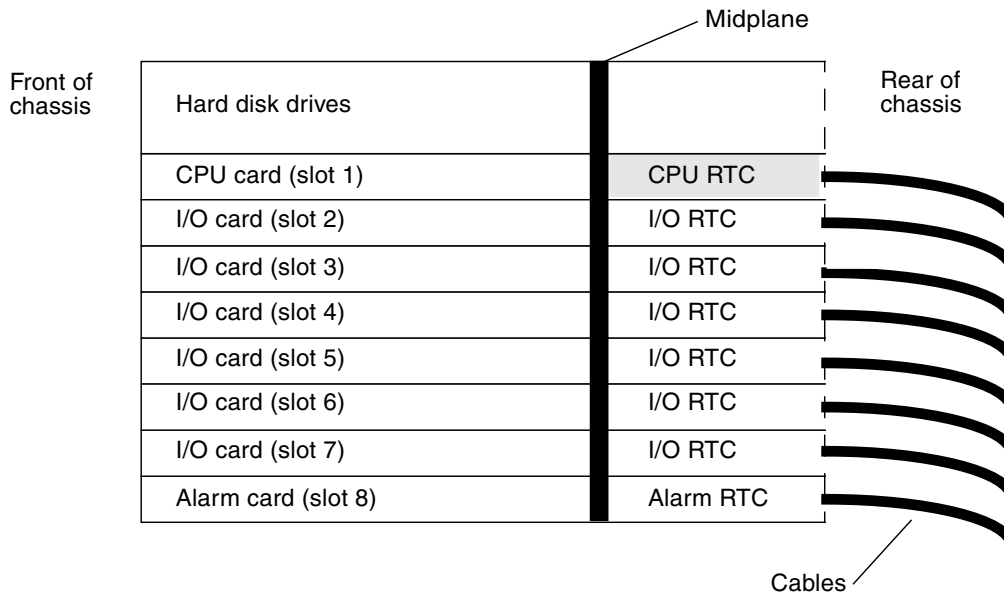 Midplane
Front of
chassis
Rear of
chassis
Hard disk drives
CPU card (slot 1)
CPU RTC
I/O card (slot 2)
I/O RTC
I/O card (slot 3)
I/O RTC
I/O card (slot 4)
I/O RTC
I/O card (slot 5)
I/O RTC
I/O card (slot 6)
I/O RTC
I/O card (slot 7)
I/O RTC
Alarm card (slot 8)
Alarm RTC
Cables